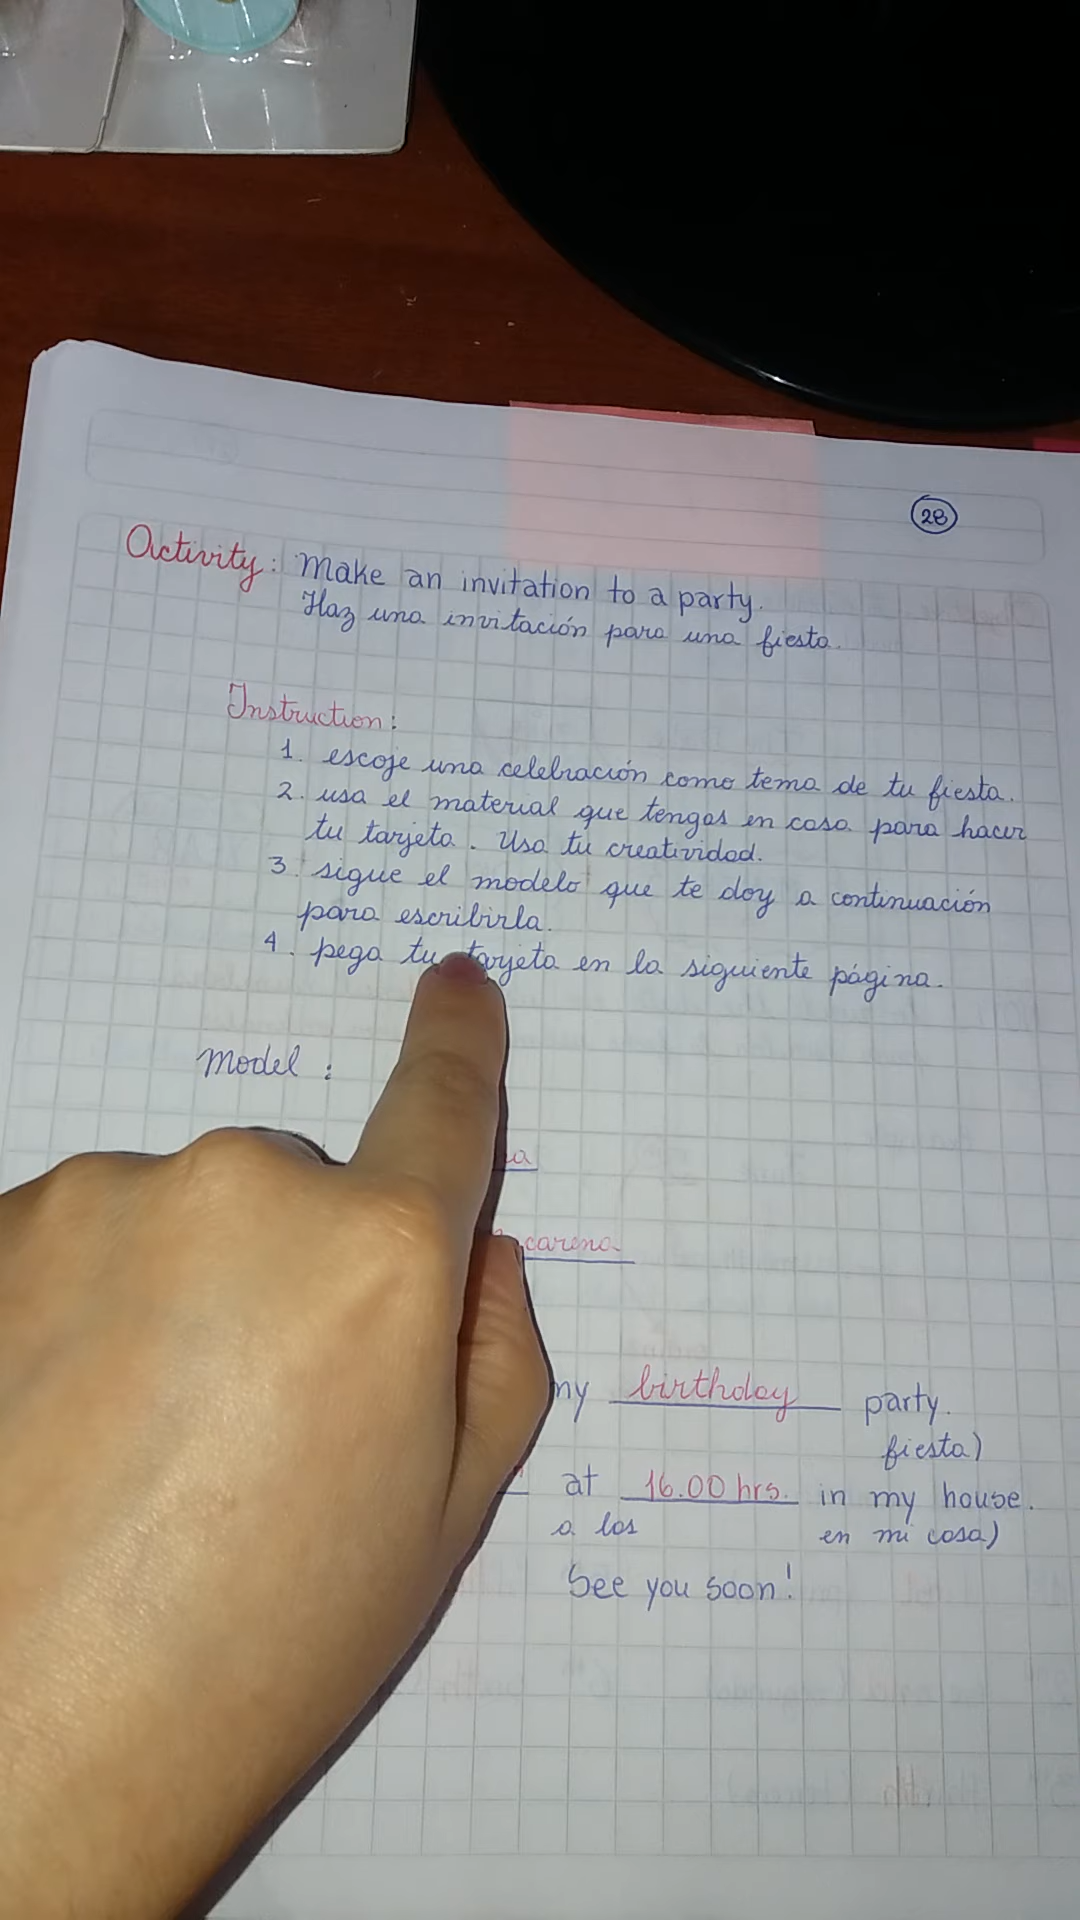 28
Activity: Make an invitation to a party.
Haz una invitación para una fiesta.
Instruction:
1. escoje una celebración como tema de tu fiesta.
2. usa el material que tengas en casa para hacer
tu tarjeta. Usa tu creatividad.
3. sigue el modelo que te doy a continuación
para escribirla.
4. pega tu tarjeta en la siguiente página.
Model :
carena
my birthday party.
fiesta)
at 16.00 hrs. in my house.
a las en mi casa)
See you soon!